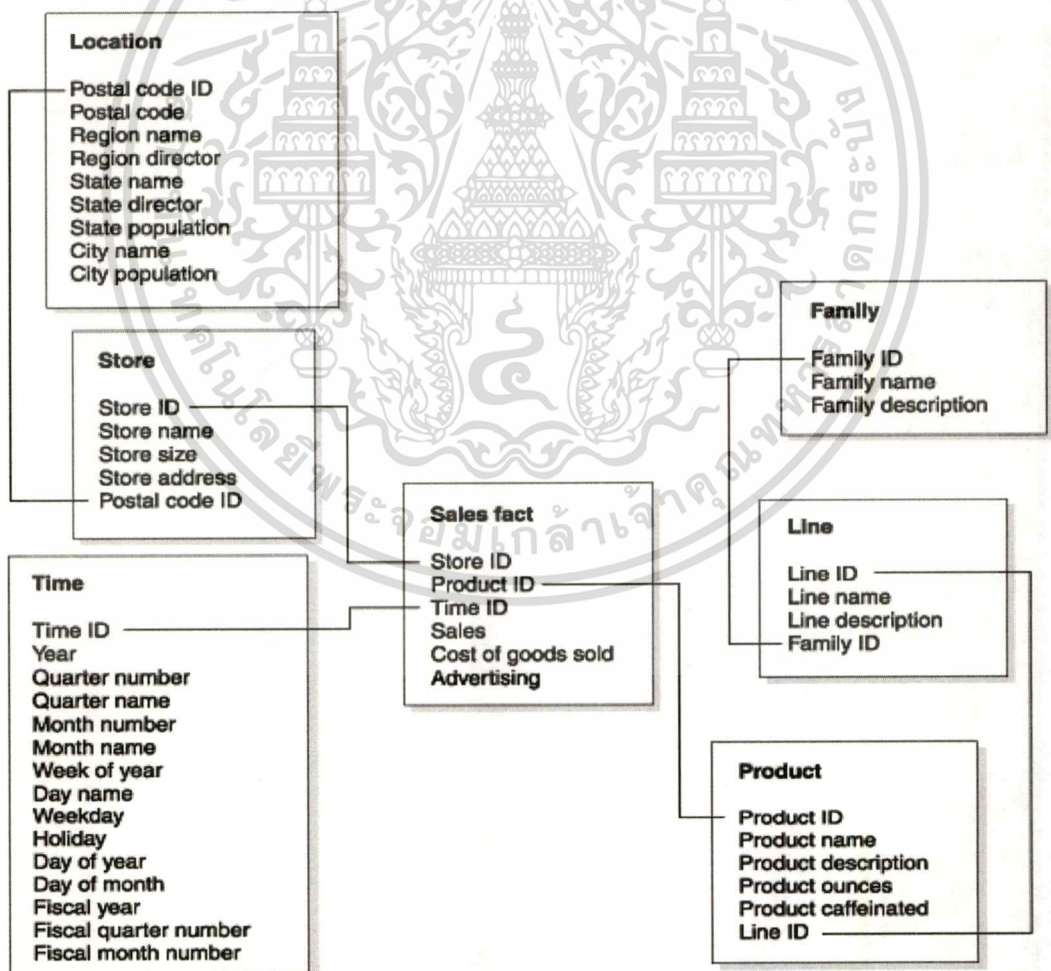 Location
Postal code ID
Postal code
Region name
Region director
State name
State director
State population
City name
City population
Store
Store ID
Store name
Store size
Store address
Postal code ID
Time
Time ID
Year
Quarter number
Quarter name
Month number
Month name
Week of year
Day name
Weekday
Holiday
Day of year
Day of month
Fiscal year
Fiscal quarter number
Fiscal month number
Sales fact
Store ID
Product ID
Time ID
Sales
Cost of goods sold
Advertising
Family
Family ID
Family name
Family description
Line
Line ID
Line name
Line description
Family ID
Product
Product ID
Product name
Product description
Product ounces
Product caffeinated
Line ID